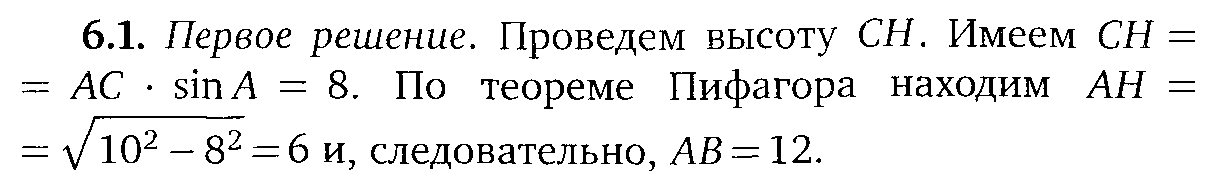 6.1. Первое решение. Проведем высоту CH. Имеем CH =
= AC · sin A = 8. По теореме Пифагора находим AH =
= √(10² − 8²) = 6 и, следовательно, AB = 12.